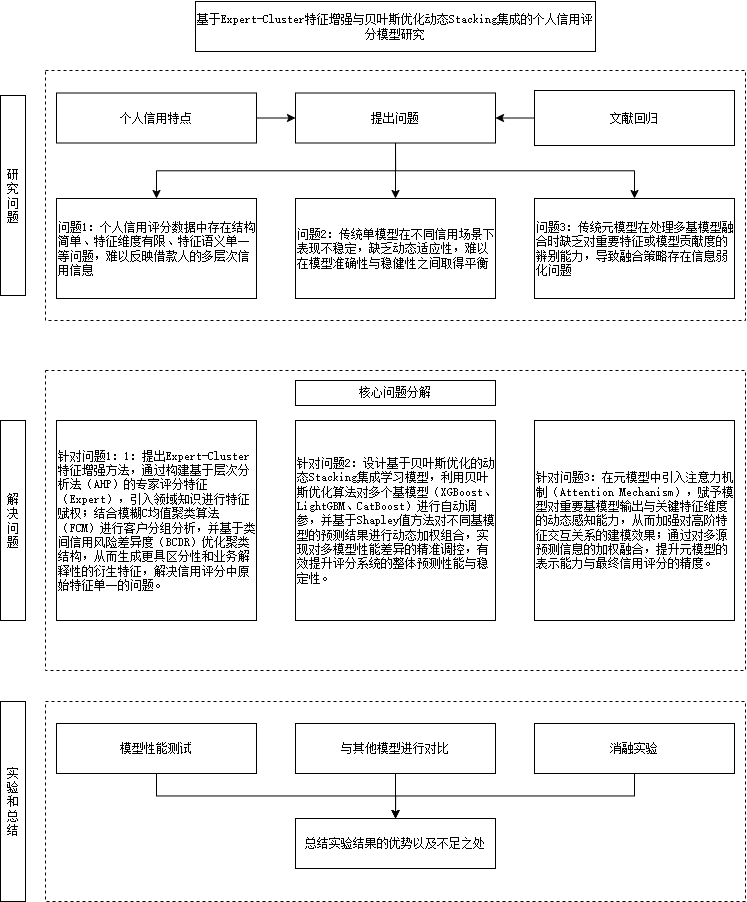 基于Expert-Cluster特征增强与贝叶斯优化动态Stacking集成的个人信用评
分模型研究
研究问题
个人信用特点
提出问题
文献回归
问题1：个人信用评分数据中存在结构
简单、特征维度有限、特征语义单一
等问题，难以反映借款人的多层次信
用信息
问题2：传统单模型在不同信用场景下
表现不稳定，缺乏动态适应性，难以
在模型准确性与稳健性之间取得平衡
问题3：传统元模型在处理多基模型融
合时缺乏对重要特征或模型贡献度的
辨别能力，导致融合策略存在信息弱
化问题
解决问题
核心问题分解
针对问题1：1：提出Expert-Cluster
特征增强方法，通过构建基于层次分
析法（AHP）的专家评分特征
（Expert），引入领域知识进行特征
赋权；结合模糊C均值聚类算法
（FCM）进行客户分组分析，并基于类
间信用风险差异度（BCDR）优化聚类
结构，从而生成更具区分性和业务解
释性的衍生特征，解决信用评分中原
始特征单一的问题。
针对问题2：设计基于贝叶斯优化的动
态Stacking集成学习模型，利用贝叶
斯优化算法对多个基模型（XGBoost、
LightGBM、CatBoost）进行自动调
参，并基于Shapley值方法对不同基模
型的预测结果进行动态加权组合，实
现对多模型性能差异的精准调控，有
效提升评分系统的整体预测性能与稳
定性。
针对问题3：在元模型中引入注意力机
制（Attention Mechanism），赋予模
型对重要基模型输出与关建特征维度
的动态感知能力，从而加强对高阶特
征交互关系的建模效果；通过对多源
预测信息的加权融合，提升元模型的
表示能力与最终信用评分的精度。
实验和总结
模型性能测试
与其他模型进行对比
消融实验
总结实验结果的优势以及不足之处